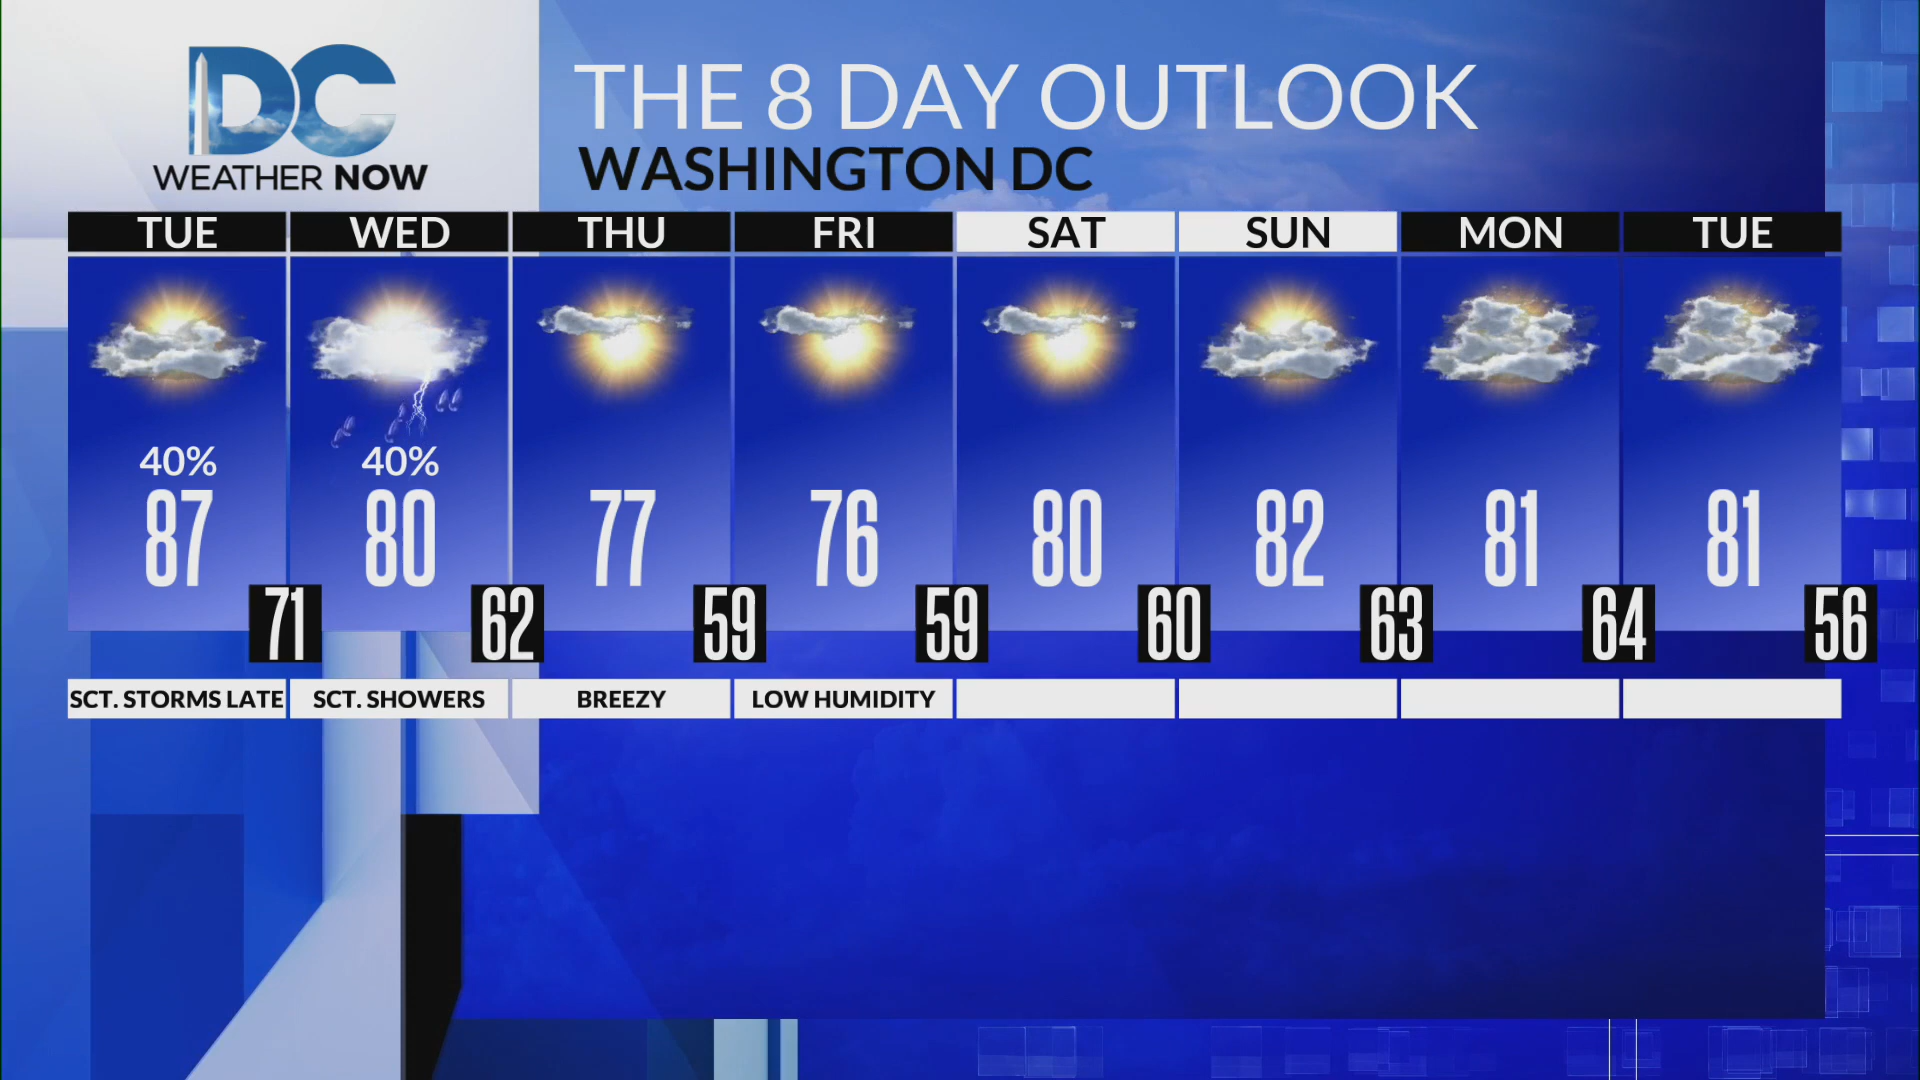 DC
WEATHER NOW
THE 8 DAY OUTLOOK
WASHINGTON DC
TUE WED THU FRI SAT SUN MON TUE
40% 40%
87 80 77 76 80 82 81 81
71 62 59 59 60 63 64 56
SCT. STORMS LATE SCT. SHOWERS BREEZY LOW HUMIDITY